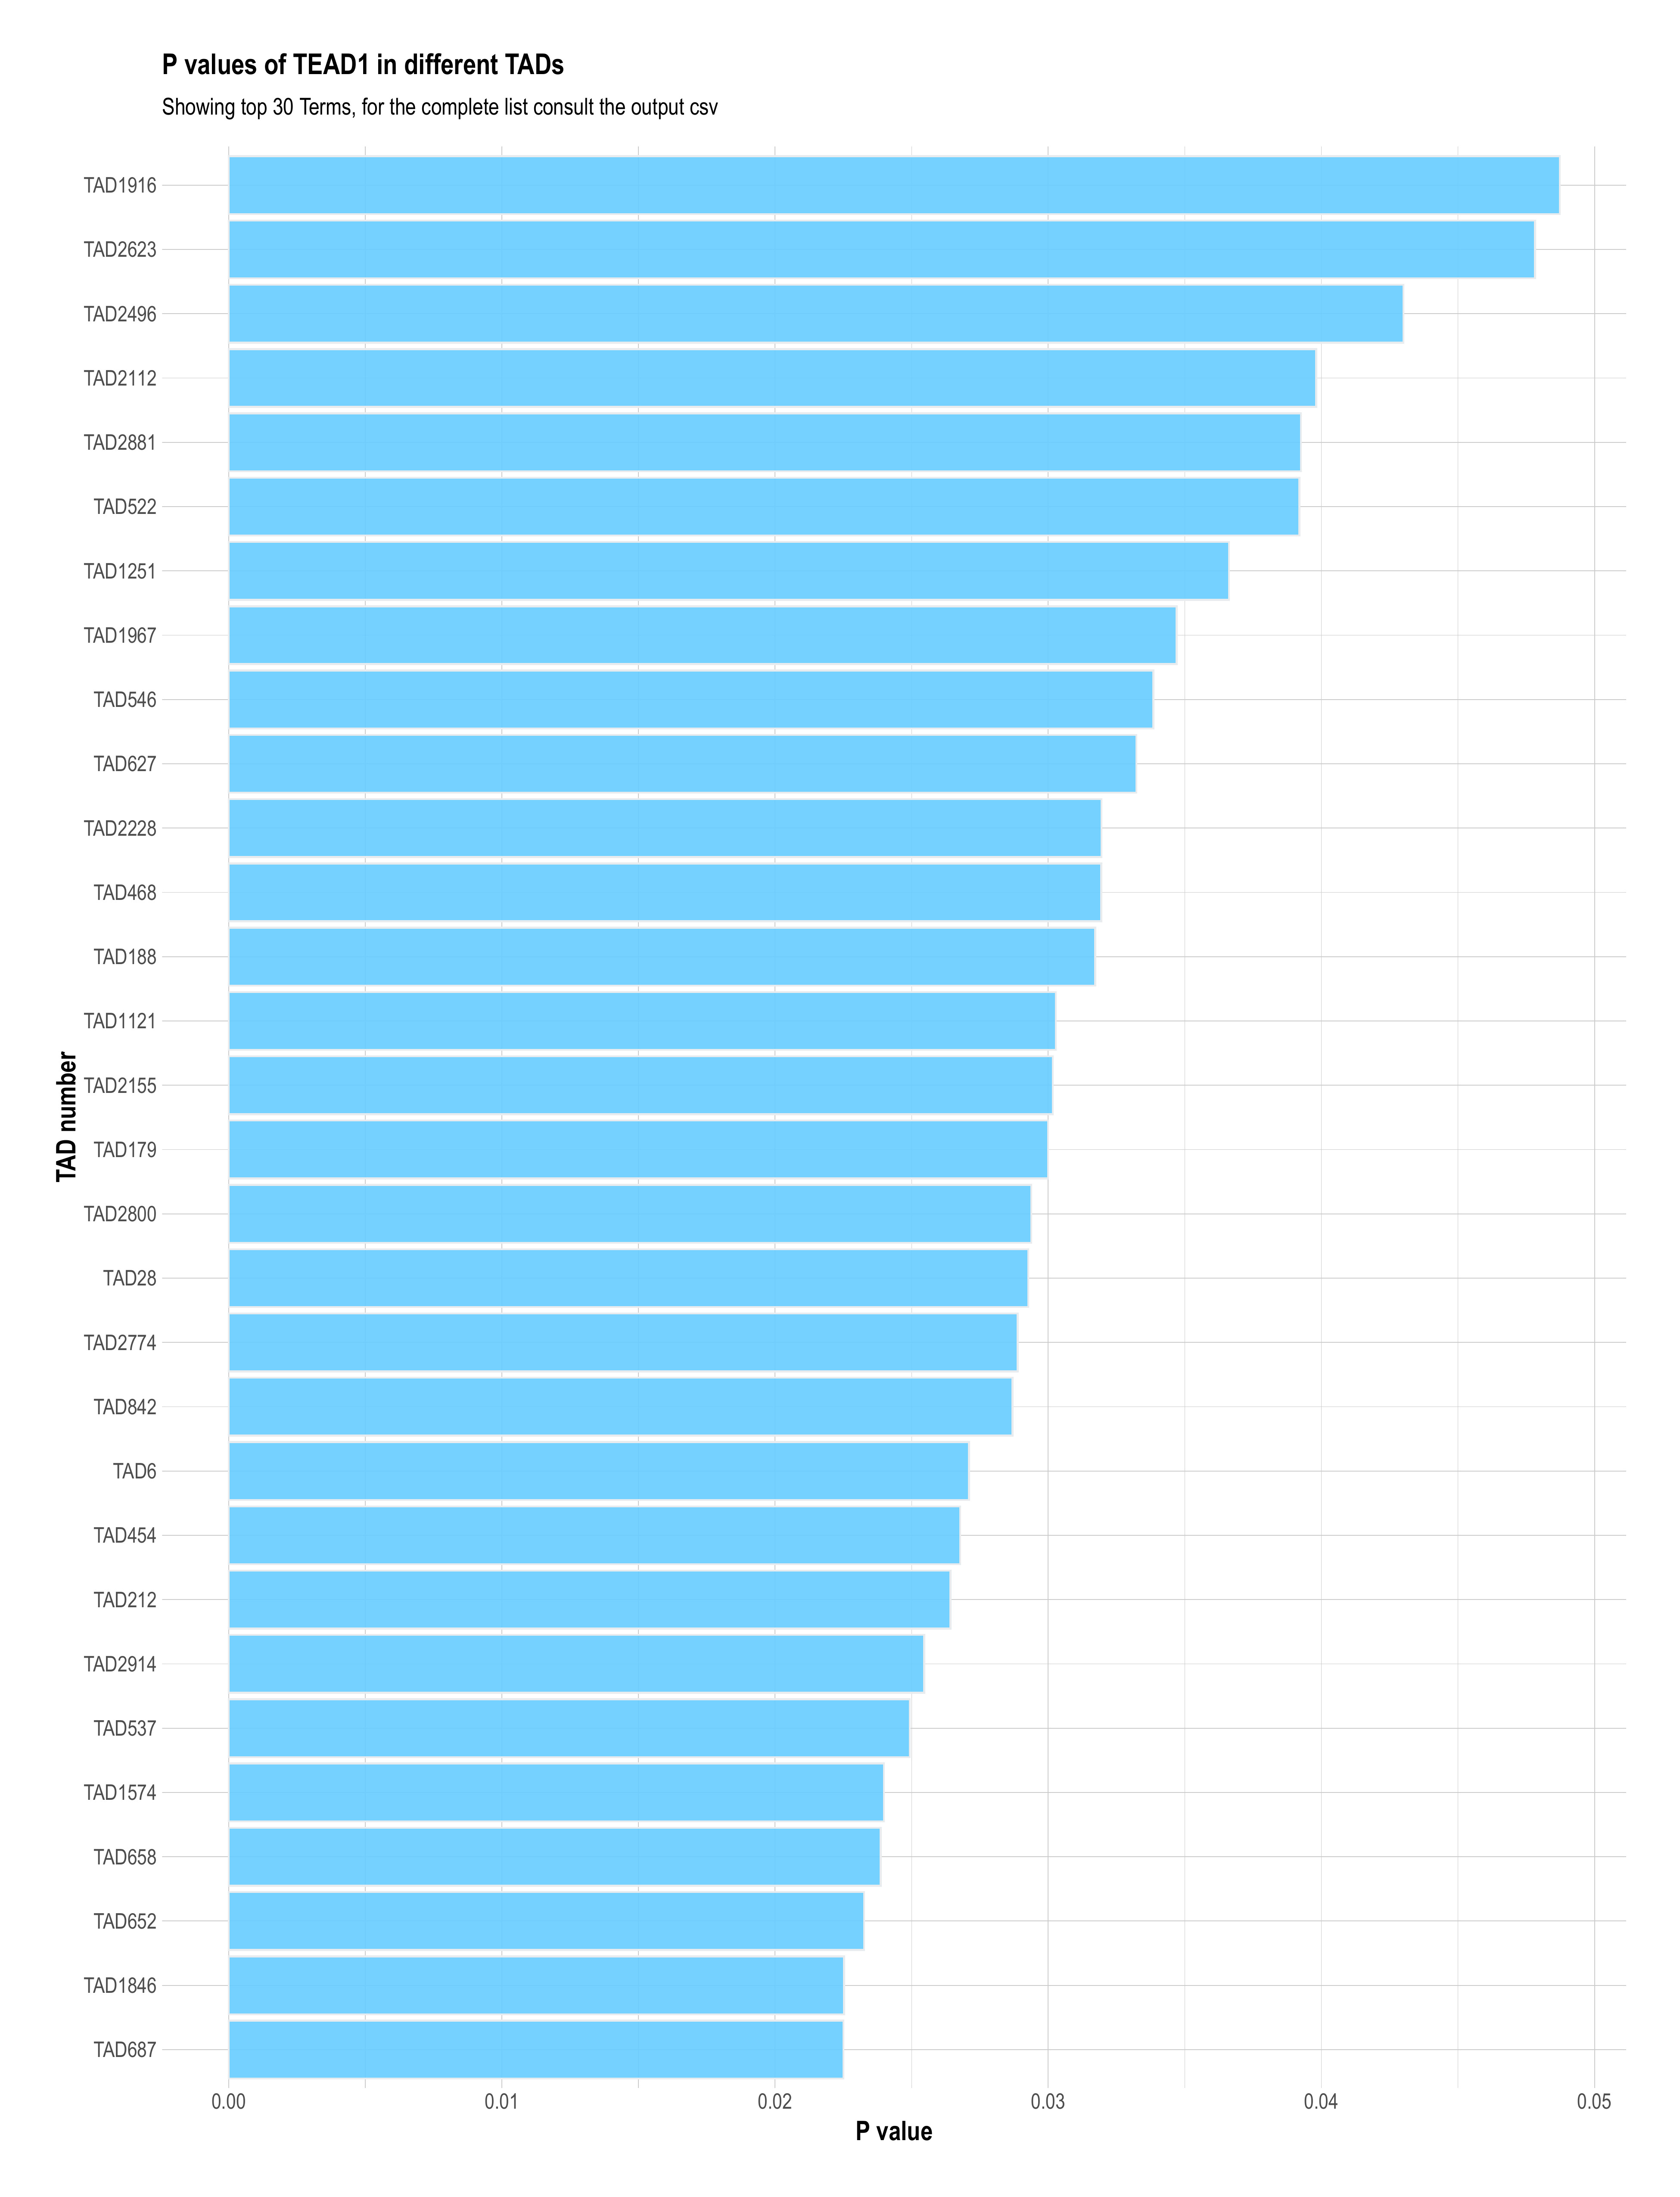 P values of TEAD1 in different TADs
Showing top 30 Terms, for the complete list consult the output csv
TAD1916
TAD2623
TAD2496
TAD2112
TAD2881
TAD522
TAD1251
TAD1967
TAD546
TAD627
TAD2228
TAD468
TAD188
TAD1121
TAD2155
TAD179
TAD2800
TAD28
TAD2774
TAD842
TAD6
TAD454
TAD212
TAD2914
TAD537
TAD1574
TAD658
TAD652
TAD1846
TAD687
TAD number
0.00 0.01 0.02 0.03 0.04 0.05
P value